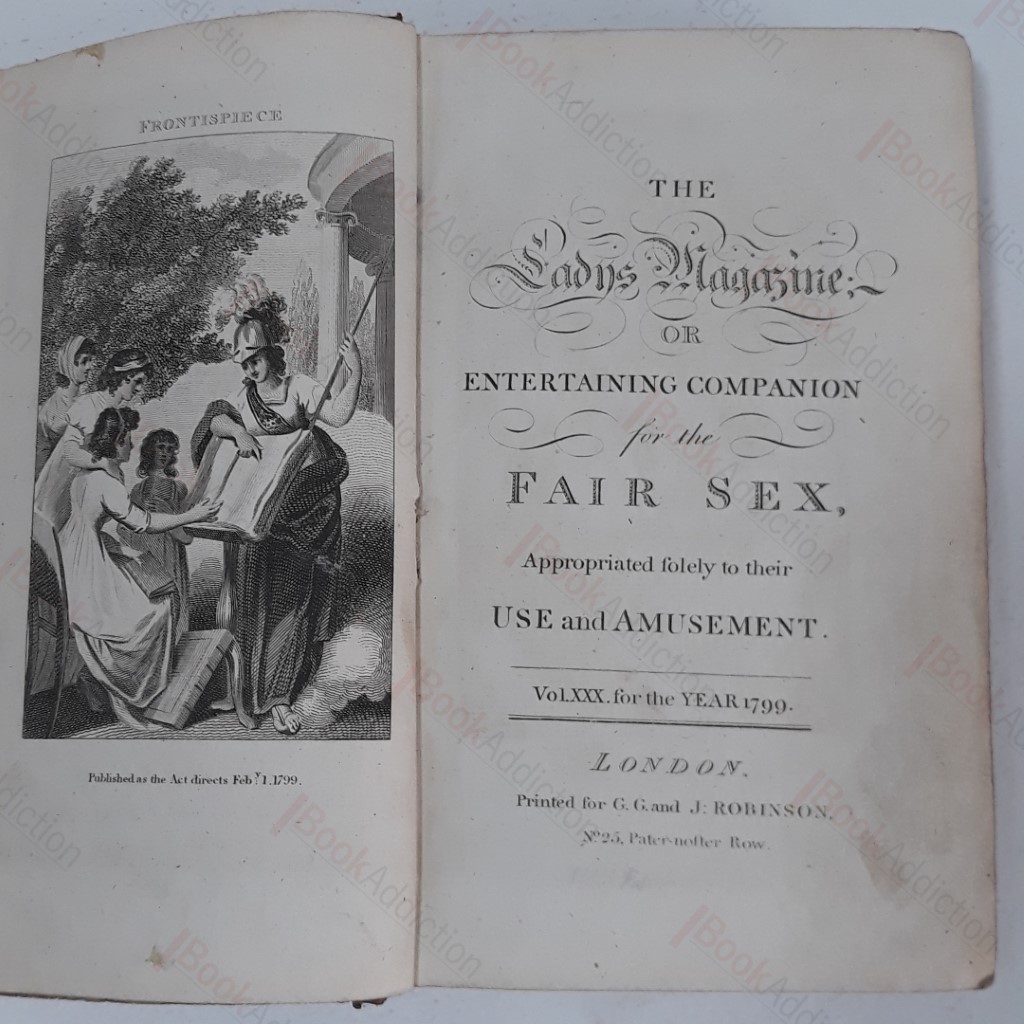 FRONTISPIECE
Published as the Act directs Feb.y 1. 1799.
THE
Ladys Magazine;
OR
ENTERTAINING COMPANION
for the
FAIR SEX,
Appropriated ſolely to their
USE and AMUSEMENT.
Vol.XXX. for the YEAR 1799.
LONDON,
Printed for G. G. and J. ROBINSON.
No. 25, Pater-noſter Row.
BookAddiction